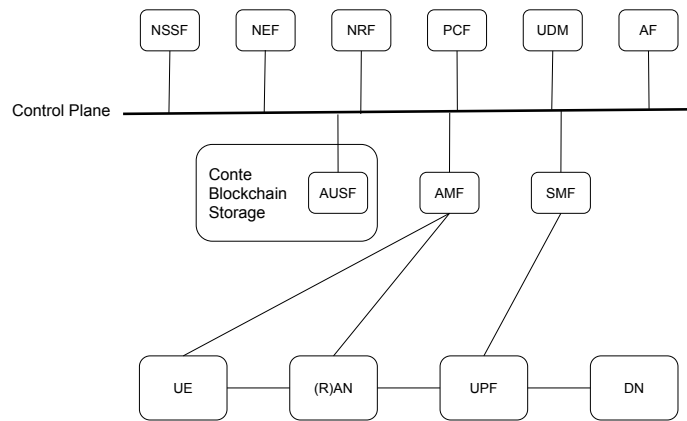 NSSF
NEF
NRF
PCF
UDM
AF
Control Plane
Conte
Blockchain
Storage
AUSF
AMF
SMF
UE
(R)AN
UPF
DN